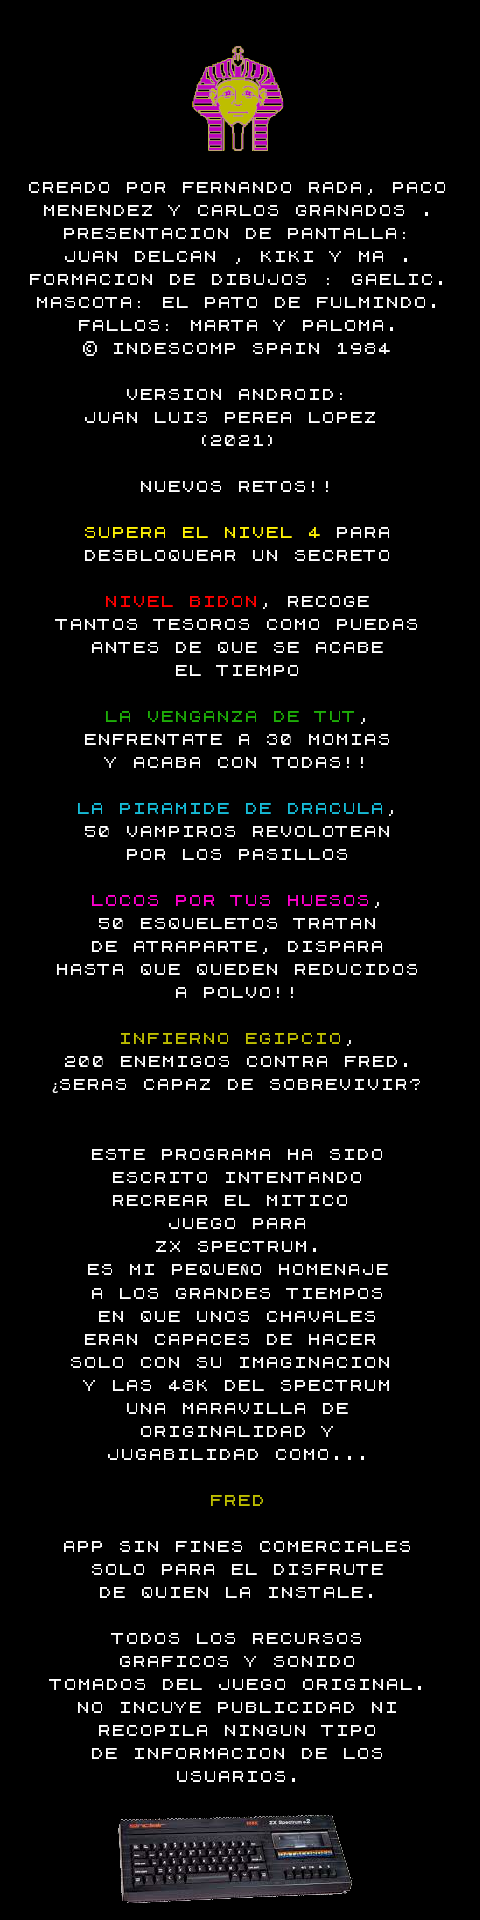 CREADO POR FERNANDO RADA, PACO
MENENDEZ Y CARLOS GRANADOS .
PRESENTACION DE PANTALLA:
JUAN DELCAN , KIKI Y MA .
FORMACION DE DIBUJOS : GAELIC.
MASCOTA: EL PATO DE FULMINDO.
FALLOS: MARTA Y PALOMA.
© INDESCOMP SPAIN 1984
VERSION ANDROID:
JUAN LUIS PEREA LOPEZ
(2021)
NUEVOS RETOS!!
SUPERA EL NIVEL 4 PARA
DESBLOQUEAR UN SECRETO
NIVEL BIDON, RECOGE
TANTOS TESOROS COMO PUEDAS
ANTES DE QUE SE ACABE
EL TIEMPO
LA VENGANZA DE TUT,
ENFRENTATE A 30 MOMIAS
Y ACABA CON TODAS!!
LA PIRAMIDE DE DRACULA,
50 VAMPIROS REVOLOTEAN
POR LOS PASILLOS
LOCOS POR TUS HUESOS,
50 ESQUELETOS TRATAN
DE ATRAPARTE, DISPARA
HASTA QUE QUEDEN REDUCIDOS
A POLVO!!
INFIERNO EGIPCIO,
200 ENEMIGOS CONTRA FRED.
¿SERAS CAPAZ DE SOBREVIVIR?
ESTE PROGRAMA HA SIDO
ESCRITO INTENTANDO
RECREAR EL MITICO
JUEGO PARA
ZX SPECTRUM.
ES MI PEQUEÑO HOMENAJE
A LOS GRANDES TIEMPOS
EN QUE UNOS CHAVALES
ERAN CAPACES DE HACER
SOLO CON SU IMAGINACION
Y LAS 48K DEL SPECTRUM
UNA MARAVILLA DE
ORIGINALIDAD Y
JUGABILIDAD COMO...
FRED
APP SIN FINES COMERCIALES
SOLO PARA EL DISFRUTE
DE QUIEN LA INSTALE.
TODOS LOS RECURSOS
GRAFICOS Y SONIDO
TOMADOS DEL JUEGO ORIGINAL.
NO INCUYE PUBLICIDAD NI
RECOPILA NINGUN TIPO
DE INFORMACION DE LOS
USUARIOS.
sinclair ZX Spectrum+2
DATACORDER